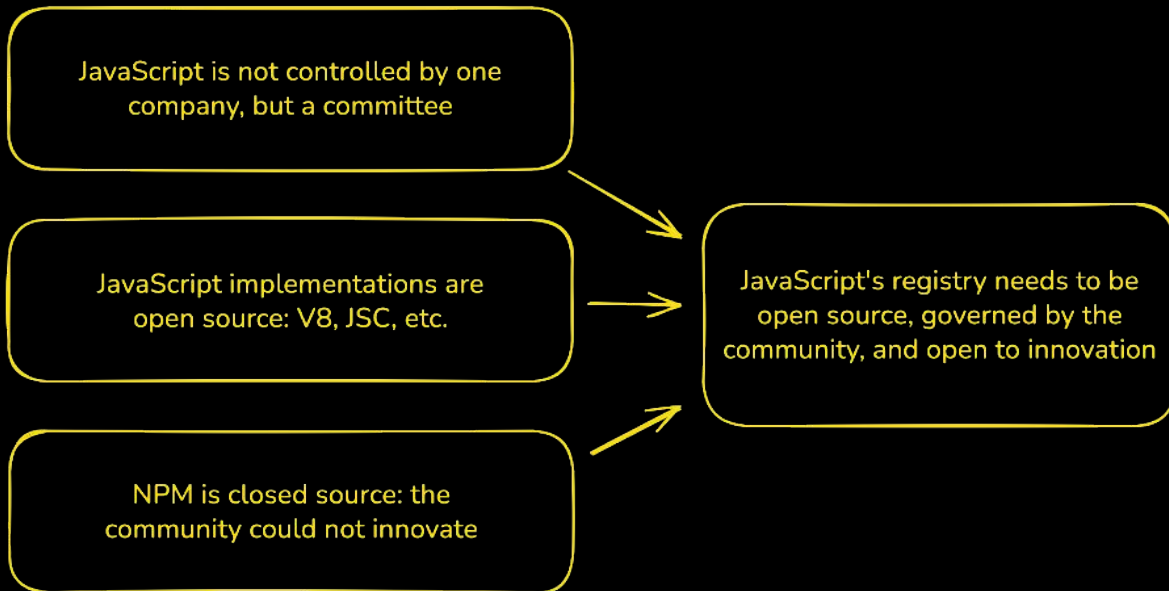 JavaScript is not controlled by one
company, but a committee
JavaScript implementations are
open source: V8, JSC, etc.
NPM is closed source: the
community could not innovate
JavaScript's registry needs to be
open source, governed by the
community, and open to innovation